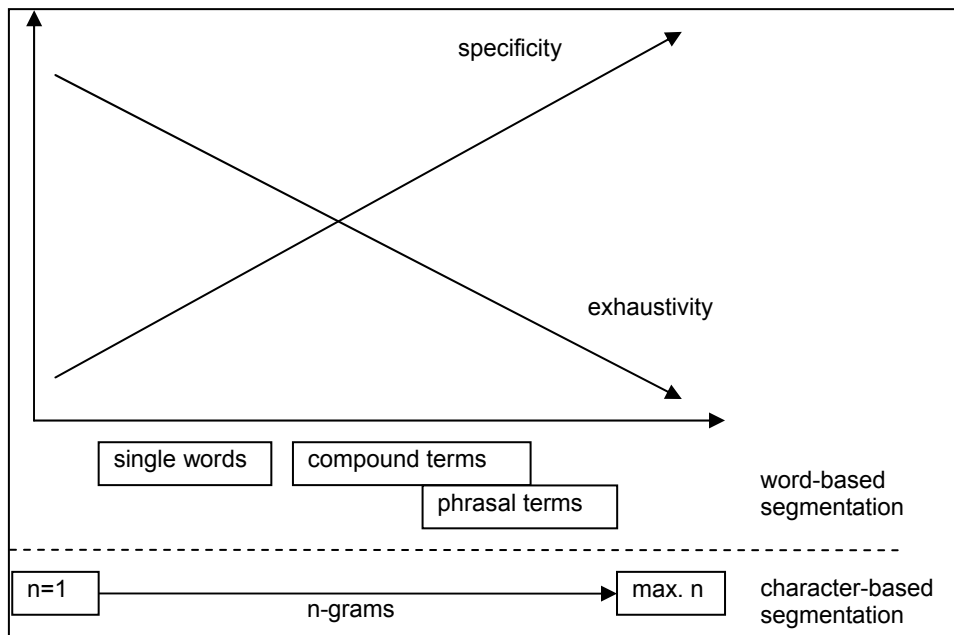 specificity
exhaustivity
single words
compound terms
phrasal terms
word-based
segmentation
n=1
n-grams
max. n
character-based
segmentation